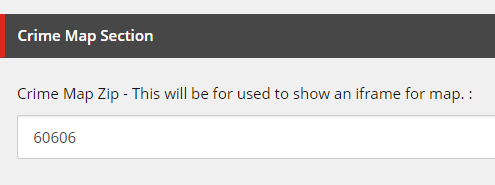 Crime Map Section
Crime Map Zip - This will be for used to show an iframe for map. :
60606